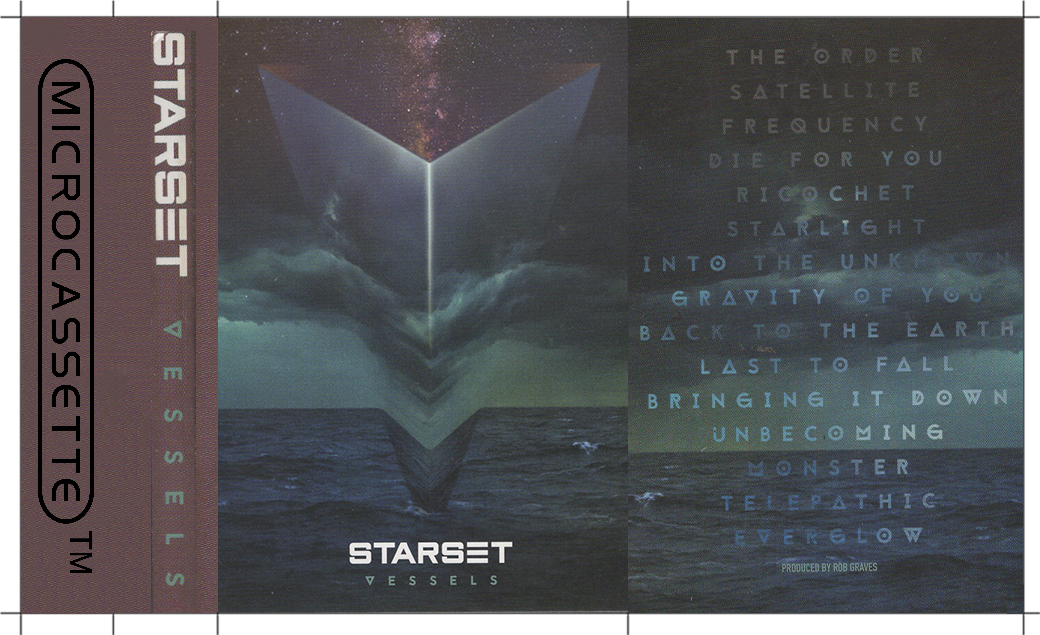 MICROCASSETTE TM
STARSET
VESSELS
STARSET
VESSELS
THE ORDER
SATELLITE
FREQUENCY
DIE FOR YOU
RICOCHET
STARLIGHT
INTO THE UNKNOWN
GRAVITY OF YOU
BACK TO THE EARTH
LAST TO FALL
BRINGING IT DOWN
UNBECOMING
MONSTER
TELEPATHIC
EVERGLOW
PRODUCED BY ROB GRAVES